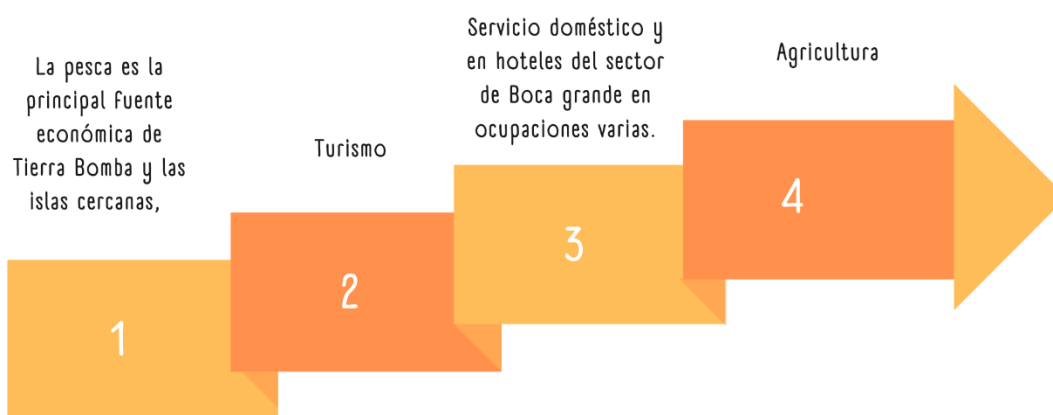 La pesca es la
principal fuente
económica de
Tierra Bomba y las
islas cercanas,
1
Turismo
2
Servicio doméstico y
en hoteles del sector
de Boca grande en
ocupaciones varias.
3
Agricultura
4